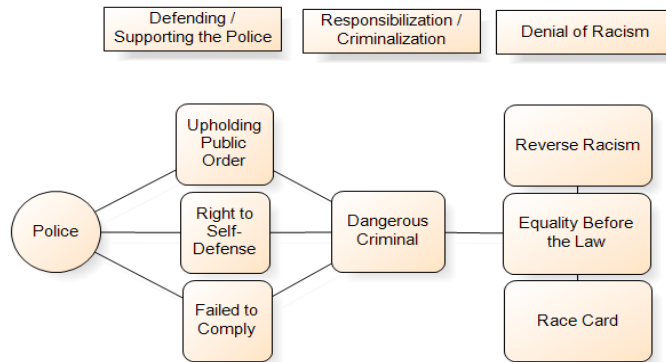 Defending /
Supporting the Police
Responsibilization /
Criminalization
Denial of Racism
Upholding
Public
Order
Reverse Racism
Police
Right to
Self-
Defense
Dangerous
Criminal
Equality Before
the Law
Failed to
Comply
Race Card